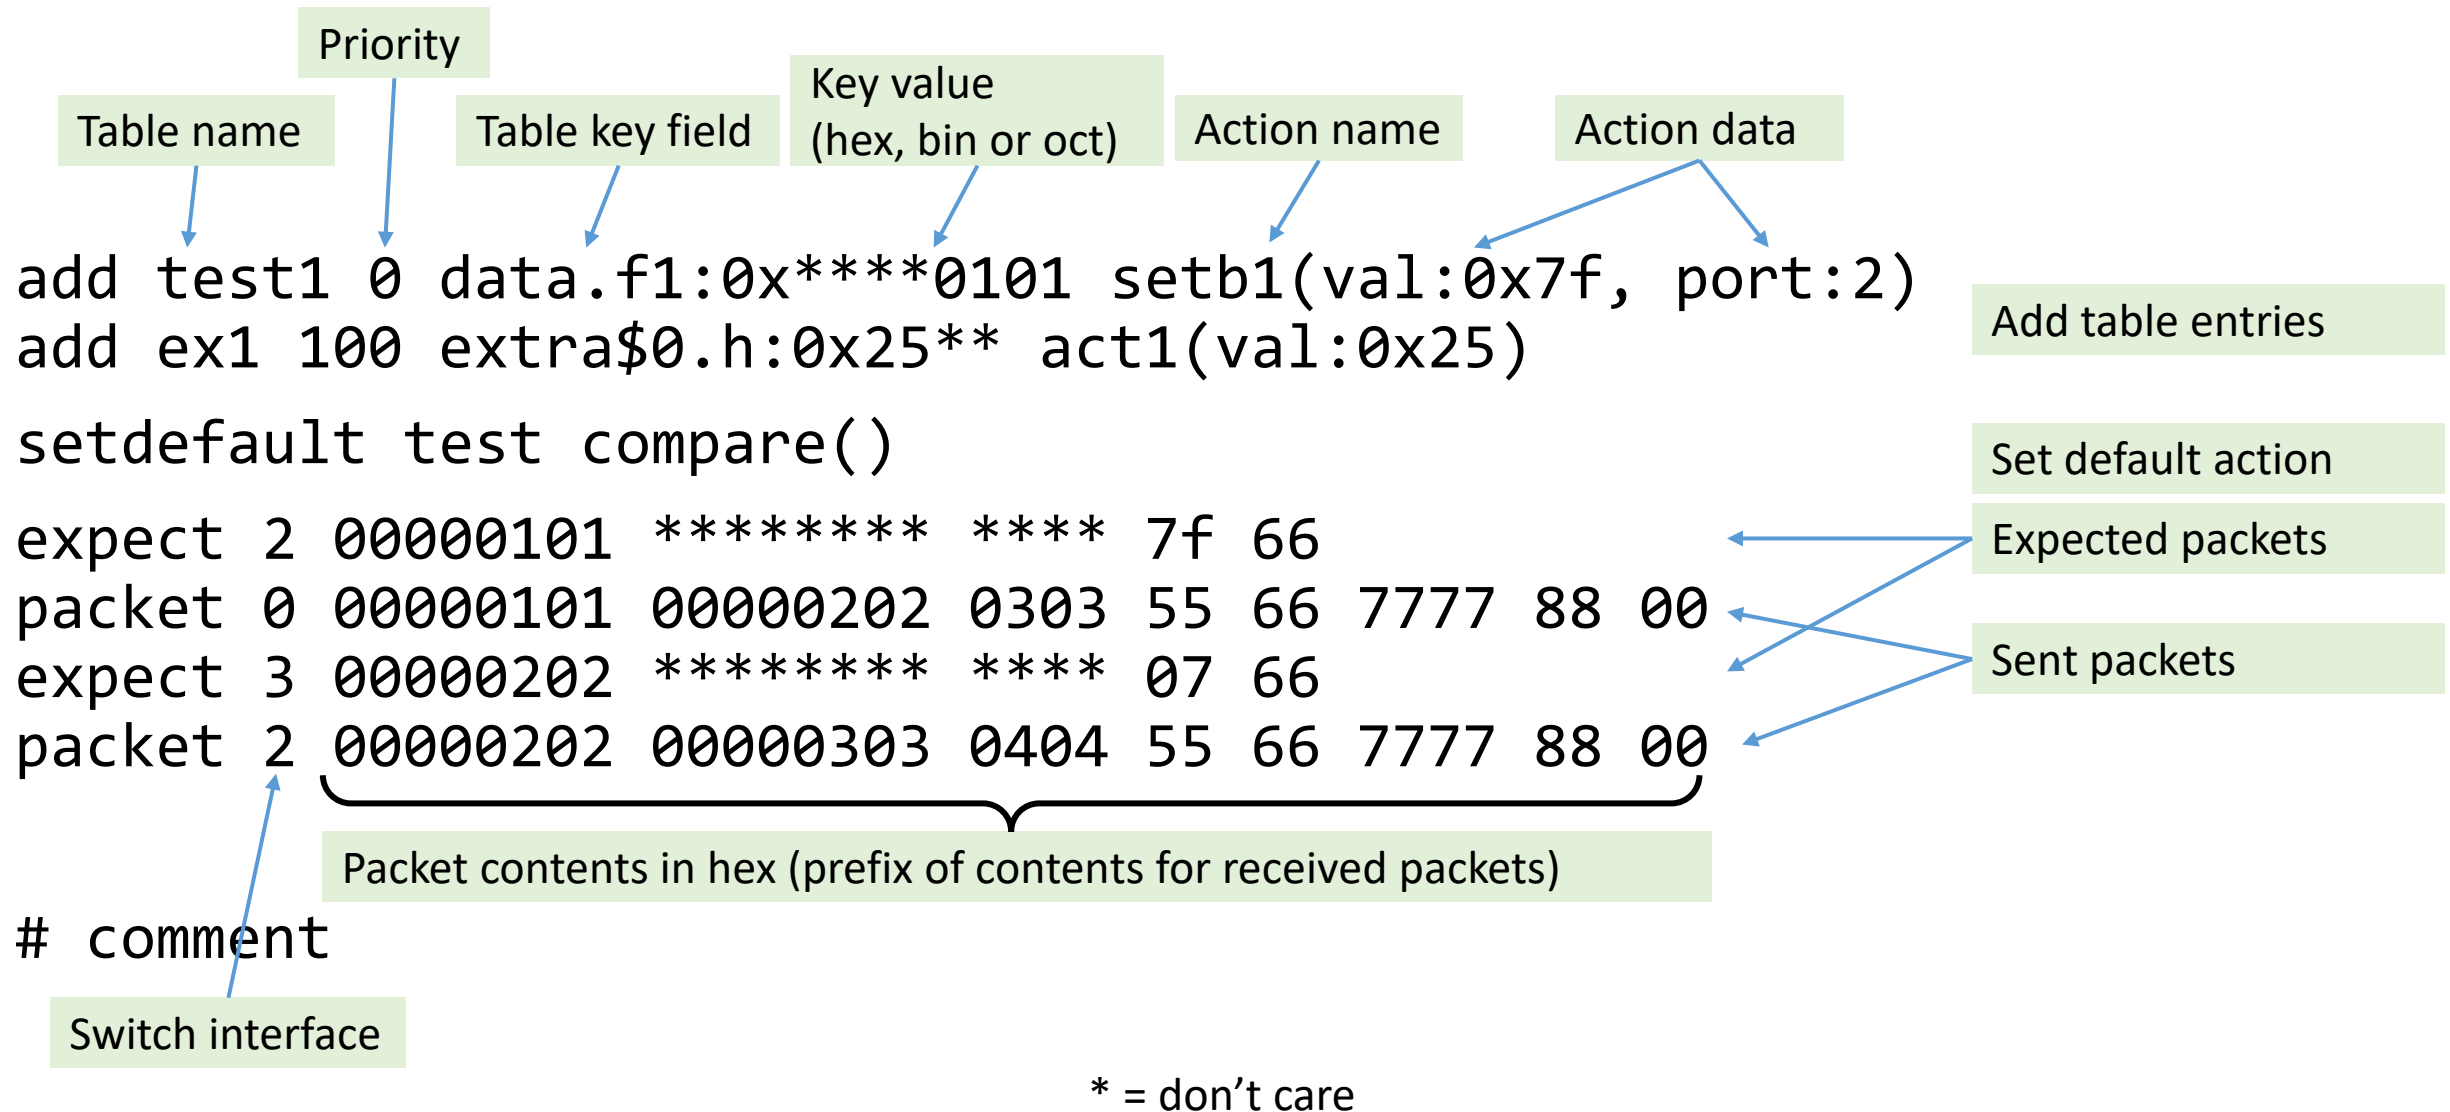 Priority
Key value
(hex, bin or oct)
Table name
Table key field
Action name
Action data
add test1 0 data.f1:0x****0101 setb1(val:0x7f, port:2)
add ex1 100 extra$0.h:0x25** act1(val:0x25)
Add table entries
setdefault test compare()
Set default action
expect 2 00000101 ******** **** 7f 66
Expected packets
packet 0 00000101 00000202 0303 55 66 7777 88 00
expect 3 00000202 ******** **** 07 66
Sent packets
packet 2 00000202 00000303 0404 55 66 7777 88 00
Packet contents in hex (prefix of contents for received packets)
# comment
Switch interface
* = don’t care